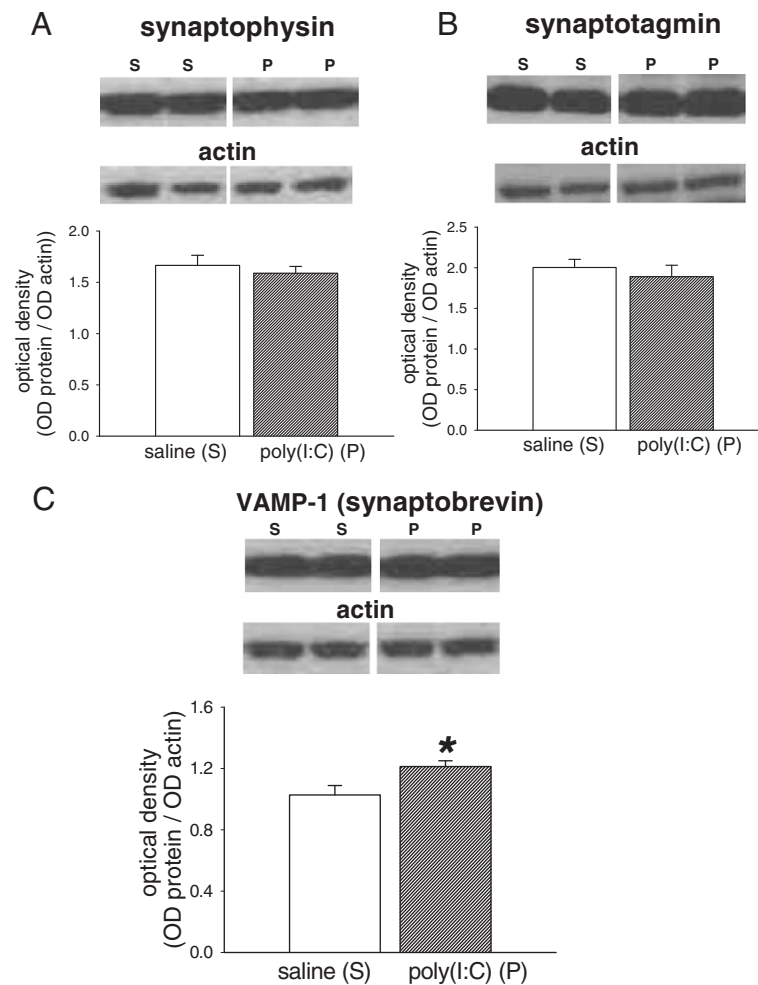 A synaptophysin
S S P P
actin
optical density
(OD protein / OD actin))
2.0
1.5
1.0
0.5
0.0
saline (S) poly(I:C) (P)
B synaptotagmin
S S P P
actin
optical density
(OD protein / OD actin)
2.5
2.0
1.5
1.0
0.5
0.0
saline (S) poly(I:C) (P)
C VAMP-1 (synaptobrevin)
S S P P
actin
optical density
(OD protein / OD actin)
1.6
1.2
0.8
0.4
0.0
*
saline (S) poly(I:C) (P)